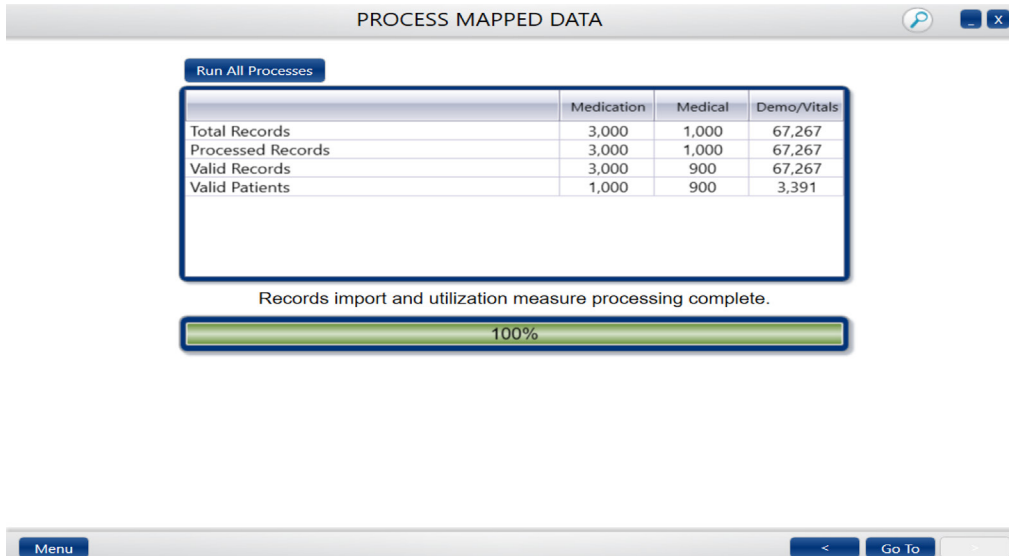 PROCESS MAPPED DATA
_ X
Run All Processes
Medication Medical Demo/Vitals
Total Records 3,000 1,000 67,267
Processed Records 3,000 1,000 67,267
Valid Records 3,000 900 67,267
Valid Patients 1,000 900 3,391
Records import and utilization measure processing complete.
100%
Menu < Go To >